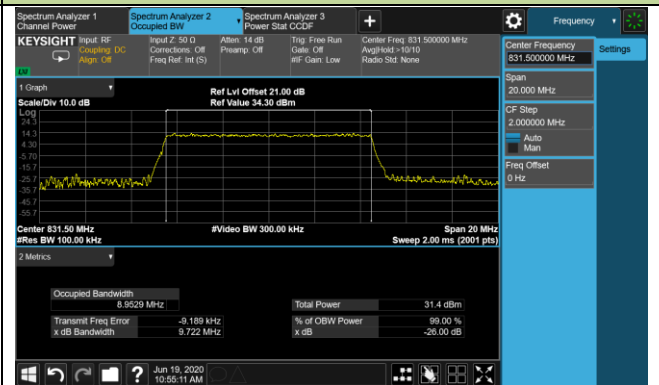 Spectrum Analyzer 1
Channel Power
Spectrum Analyzer 2
Occupied BW
Spectrum Analyzer 3
Power Stat CCDF
Frequency
KEYSIGHT
Input: RF
Coupling: DC
Align: Off
Input Z: 50 Ω
Corrections: Off
Freq Ref: Int (S)
Atten: 14 dB
Preamp: Off
Trig: Free Run
Gate: Off
#IF Gain: Low
Center Freq: 831.500000 MHz
Avg|Hold:>10/10
Radio Std: None
LVI
1 Graph
Scale/Div 10.0 dB
Ref Lvl Offset 21.00 dB
Ref Value 34.30 dBm
Log
24.3
14.3
4.30
-5.70
-15.7
-25.7
-35.7
-45.7
-55.7
Center 831.50 MHz
#Res BW 100.00 kHz
#Video BW 300.00 kHz
Span 20 MHz
Sweep 2.00 ms (2001 pts)
2 Metrics
Occupied Bandwidth
8.9529 MHz
Total Power 31.4 dBm
Transmit Freq Error -9.189 kHz
% of OBW Power 99.00 %
x dB Bandwidth 9.722 MHz
x dB -26.00 dB
Jun 19, 2020
10:55:11 AM
Center Frequency
831.500000 MHz
Settings
Span
20.000 MHz
CF Step
2.000000 MHz
Auto
Man
Freq Offset
0 Hz